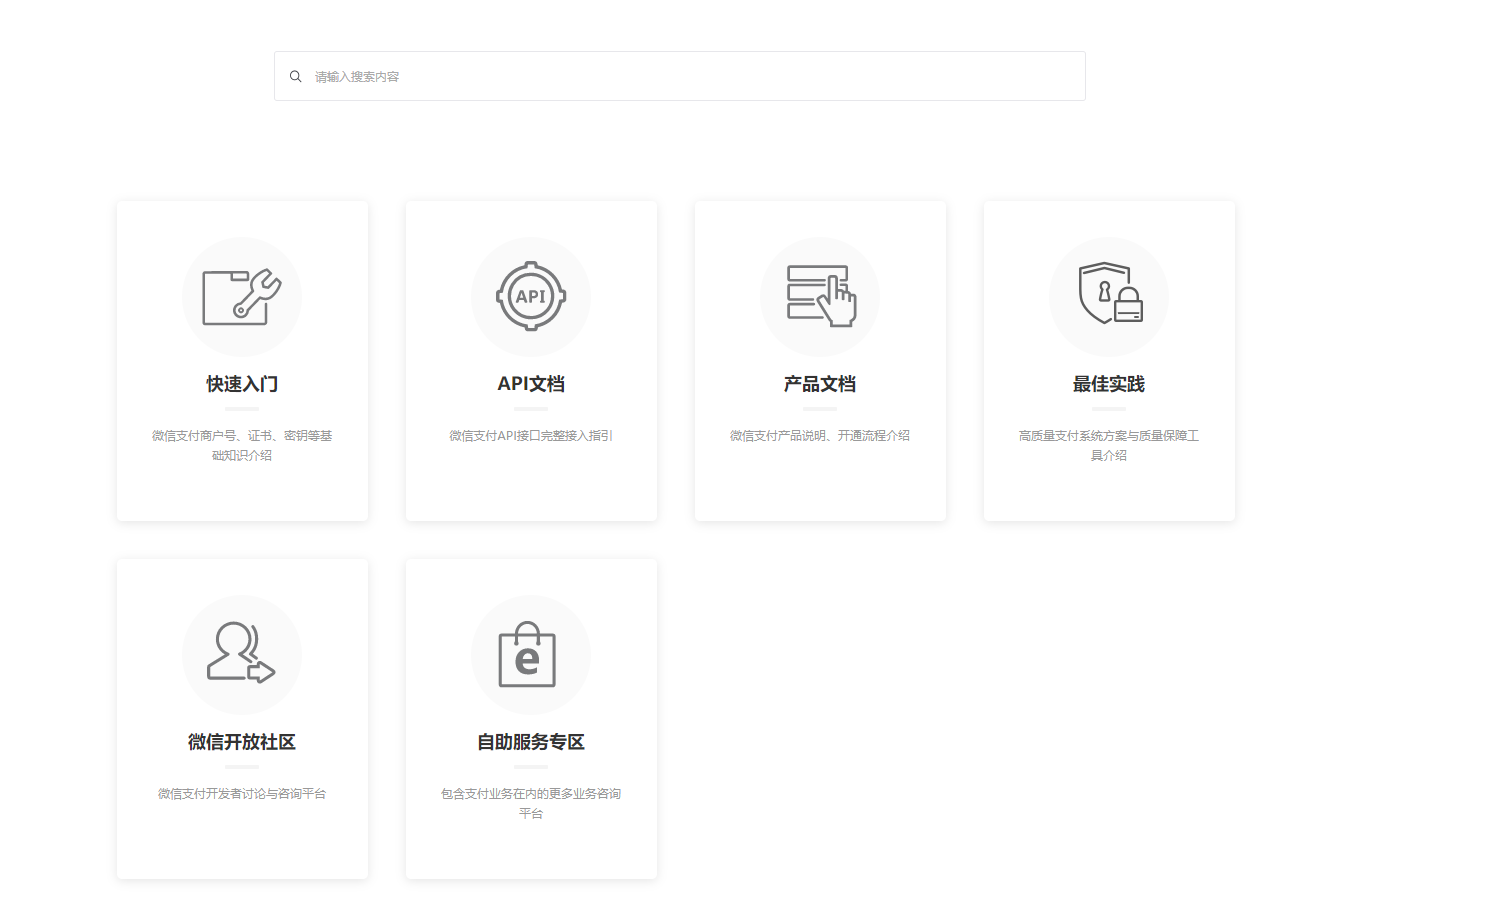 请输入搜索内容
API
快速入门
API文档
产品文档
最佳实践
微信支付商户号、证书、密钥等基
础知识介绍
微信支付API接口完整接入指引
微信支付产品说明、开通流程介绍
高质量支付系统方案与质量保障工
具介绍
e
微信开放社区
自助服务专区
微信支付开发者讨论与咨询平台
包含支付业务在内的更多业务咨询
平台